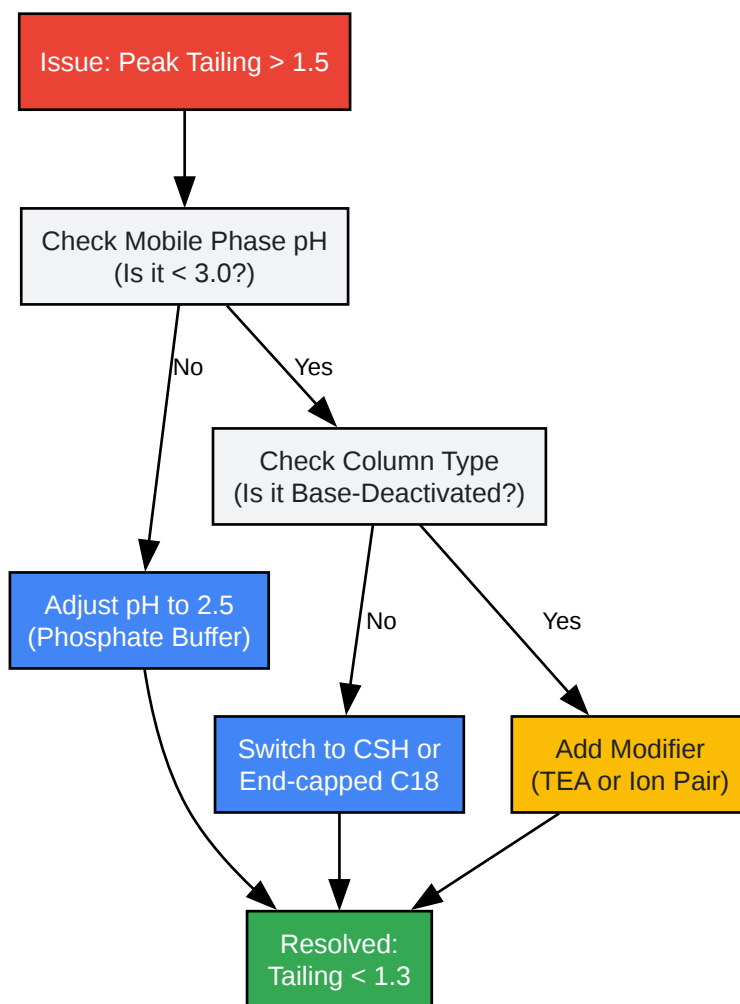 Issue: Peak Tailing > 1.5
Check Mobile Phase pH
(Is it < 3.0?)
No
Yes
Check Column Type
(Is it Base-Deactivated?)
Adjust pH to 2.5
(Phosphate Buffer)
No
Yes
Switch to CSH or
End-capped C18
Add Modifier
(TEA or Ion Pair)
Resolved:
Tailing < 1.3